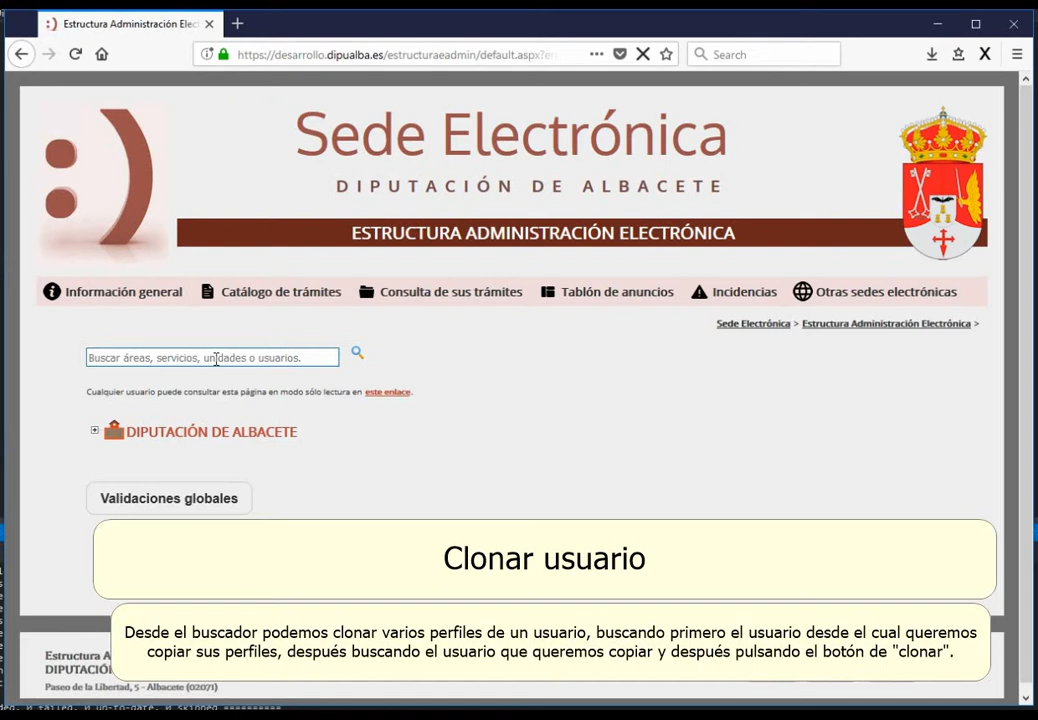 :) Estructura Administración Elec
https://desarrollo.dipualba.es/estructuraeadmin/default.aspx?e
Search
Sede Electrónica
DIPUTACIÓN DE ALBACETE
ESTRUCTURA ADMINISTRACIÓN ELECTRÓNICA
Información general Catálogo de trámites Consulta de sus trámites Tablón de anuncios Incidencias Otras sedes electrónicas
Sede Electrónica > Estructura Administración Electrónica >
Buscar áreas, servicios, unidades o usuarios.
Cualquier usuario puede consultar esta página en modo sólo lectura en este enlace.
DIPUTACIÓN DE ALBACETE
Validaciones globales
Clonar usuario
Desde el buscador podemos clonar varios perfiles de un usuario, buscando primero el usuario desde el cual queremos
copiar sus perfiles, después buscando el usuario que queremos copiar y después pulsando el botón de "clonar".
Estructura A
DIPUTACIÓ
Paseo de la Libertad, 5 - Albacete (02071)